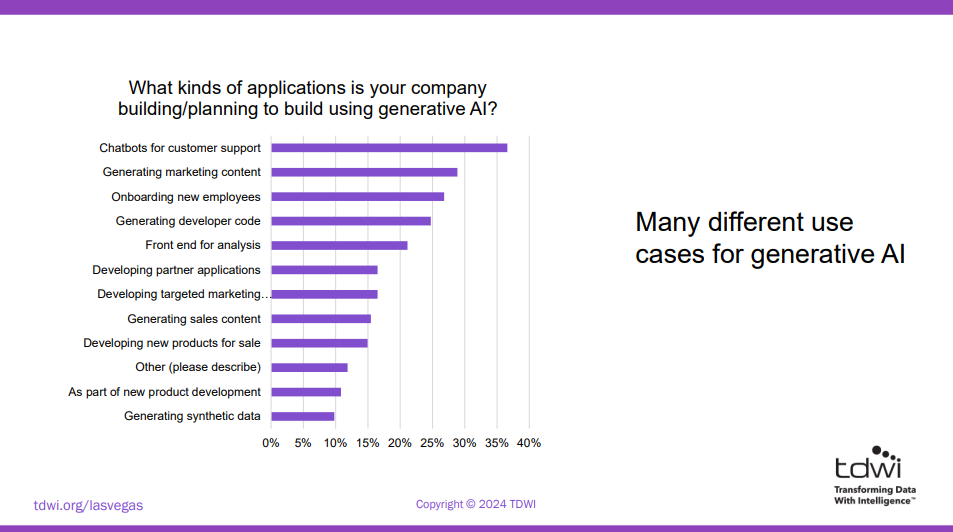 What kinds of applications is your company
building/planning to build using generative AI?
Chatbots for customer support
Generating marketing content
Onboarding new employees
Generating developer code
Front end for analysis
Developing partner applications
Developing targeted marketing…
Generating sales content
Developing new products for sale
Other (please describe)
As part of new product development
Generating synthetic data
0% 5% 10% 15% 20% 25% 30% 35% 40%
Many different use
cases for generative AI
tdwi
Transforming Data
With Intelligence™
tdwi.org/lasvegas
Copyright © 2024 TDWI